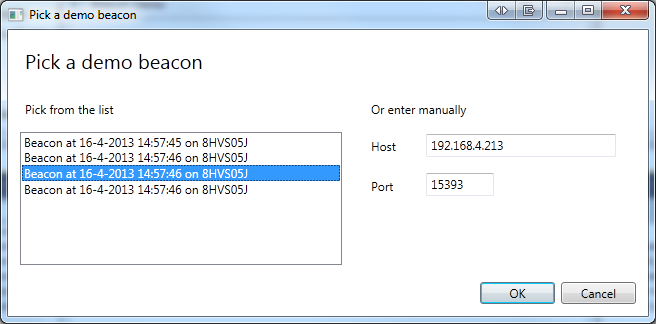 Pick a demo beacon
Pick a demo beacon
Pick from the list
Beacon at 16-4-2013 14:57:45 on 8HVS05J
Beacon at 16-4-2013 14:57:46 on 8HVS05J
Beacon at 16-4-2013 14:57:46 on 8HVS05J
Beacon at 16-4-2013 14:57:46 on 8HVS05J
Or enter manually
Host 192.168.4.213
Port 15393
OK Cancel